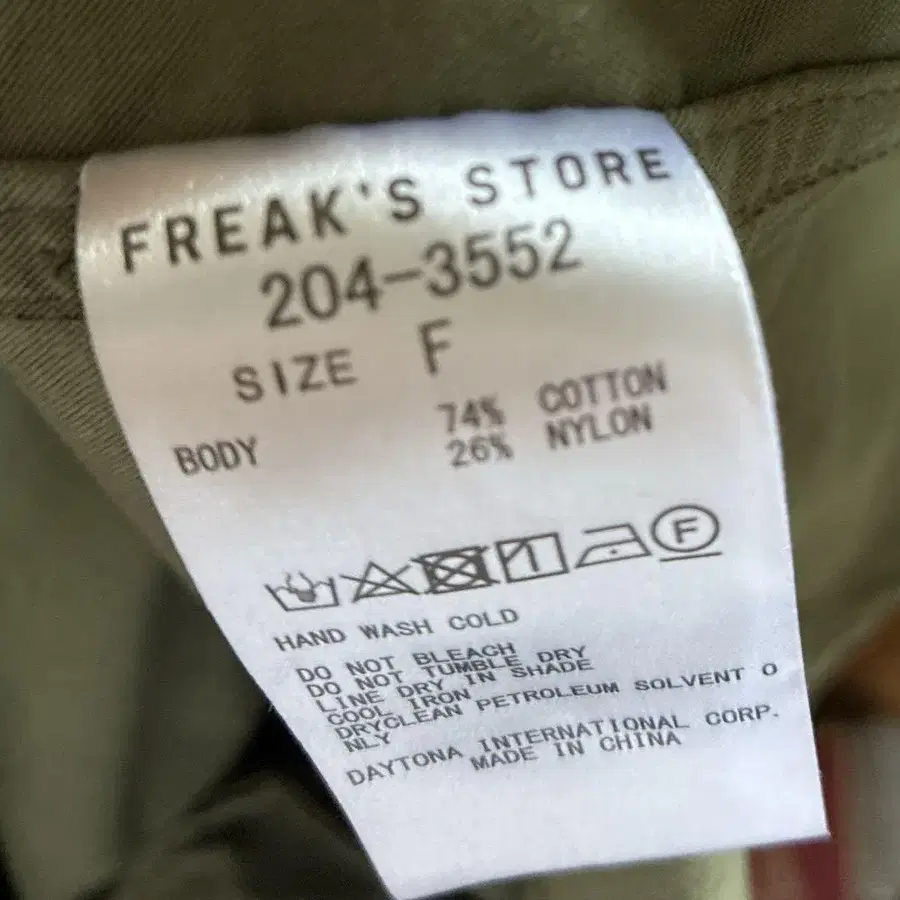 FREAK'S STORE
204-3552
SIZE F
BODY 74% COTTON
26% NYLON
F
HAND WASH COLD
DO NOT BLEACH
DO NOT TUMBLE DRY
LINE DRY IN SHADE
COOL IRON
DRYCLEAN PETROLEUM SOLVENT O
NLY
DAYTONA INTERNATIONAL CORP.
MADE IN CHINA